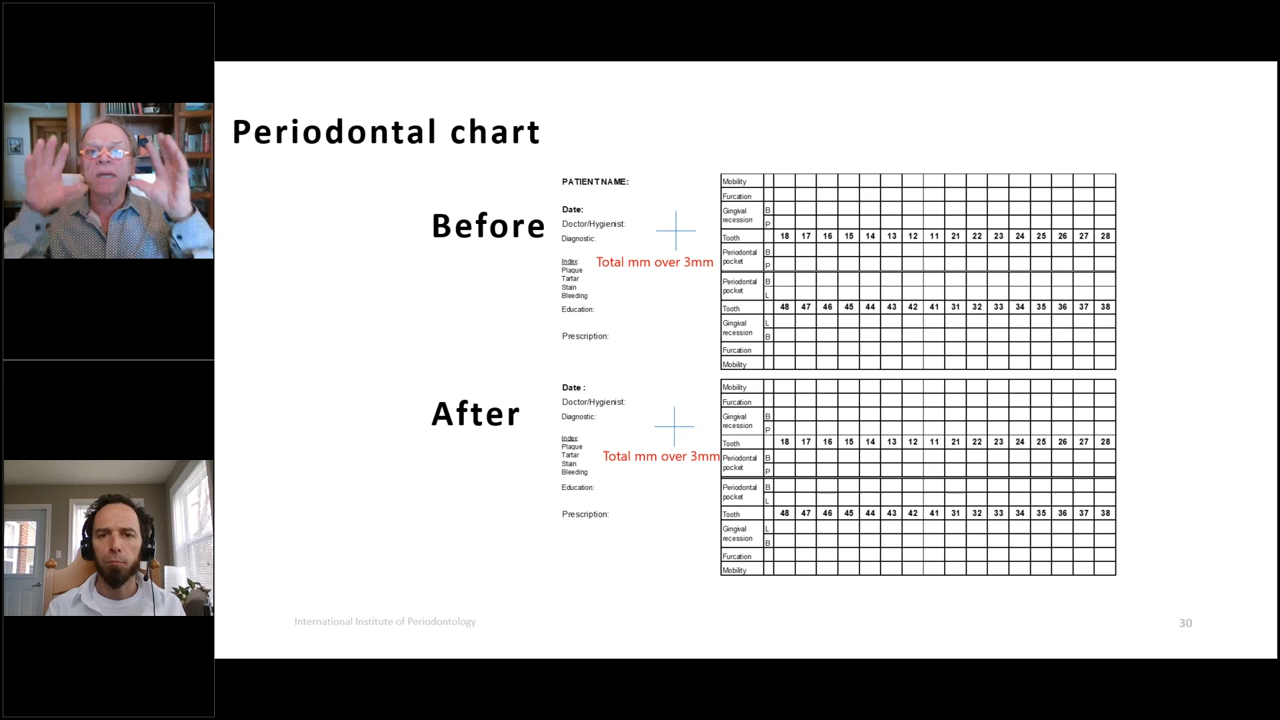 Periodontal chart
Before
PATIENT NAME:
Date:
Doctor/Hygienist:
Diagnostic:
Index:
Total mm over 3mm
Plaque
Tartar
Stain
Bleeding
Education:
Prescription:
Mobility
Furcation
Gingival recession B P
Tooth 18 17 16 15 14 13 12 11 21 22 23 24 25 26 27 28
Periodontal pocket B P
Periodontal pocket B L
Tooth 48 47 46 45 44 43 42 41 31 32 33 34 35 36 37 38
Gingival recession L B
Furcation
Mobility
After
Date :
Doctor/Hygienist:
Diagnostic:
Index:
Plaque
Tartar
Total mm over 3mm
Stain
Bleeding
Education:
Prescription:
Mobility
Furcation
Gingival recession B P
Tooth 18 17 16 15 14 13 12 11 21 22 23 24 25 26 27 28
Periodontal pocket B P
Periodontal pocket B L
Tooth 48 47 46 45 44 43 42 41 31 32 33 34 35 36 37 38
Gingival recession L B
Furcation
Mobility
International Institute of Periodontology
30